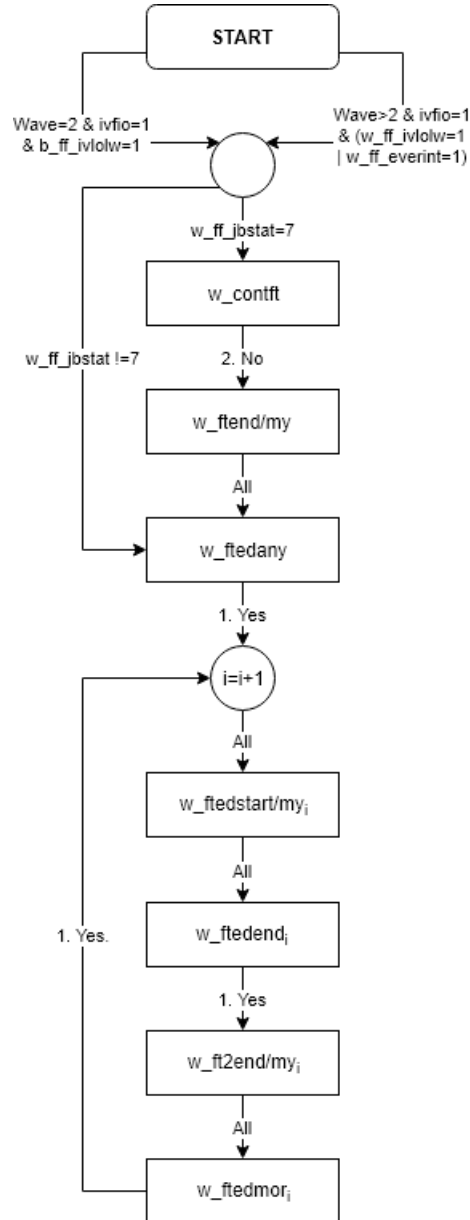 START
Wave=2 & ivfio=1
& b_ff_ivlolw=1
Wave>2 & ivfio=1
& (w_ff_ivlolw=1
| w_ff_everint=1)
w_ff_jbstat=7
w_contft
w_ff_jbstat !=7
2. No
w_ftend/my
All
w_ftedany
1. Yes
i=i+1
All
w_ftedstart/myi
All
w_ftedendi
1. Yes.
1. Yes
w_ft2end/myi
All
w_ftedmori